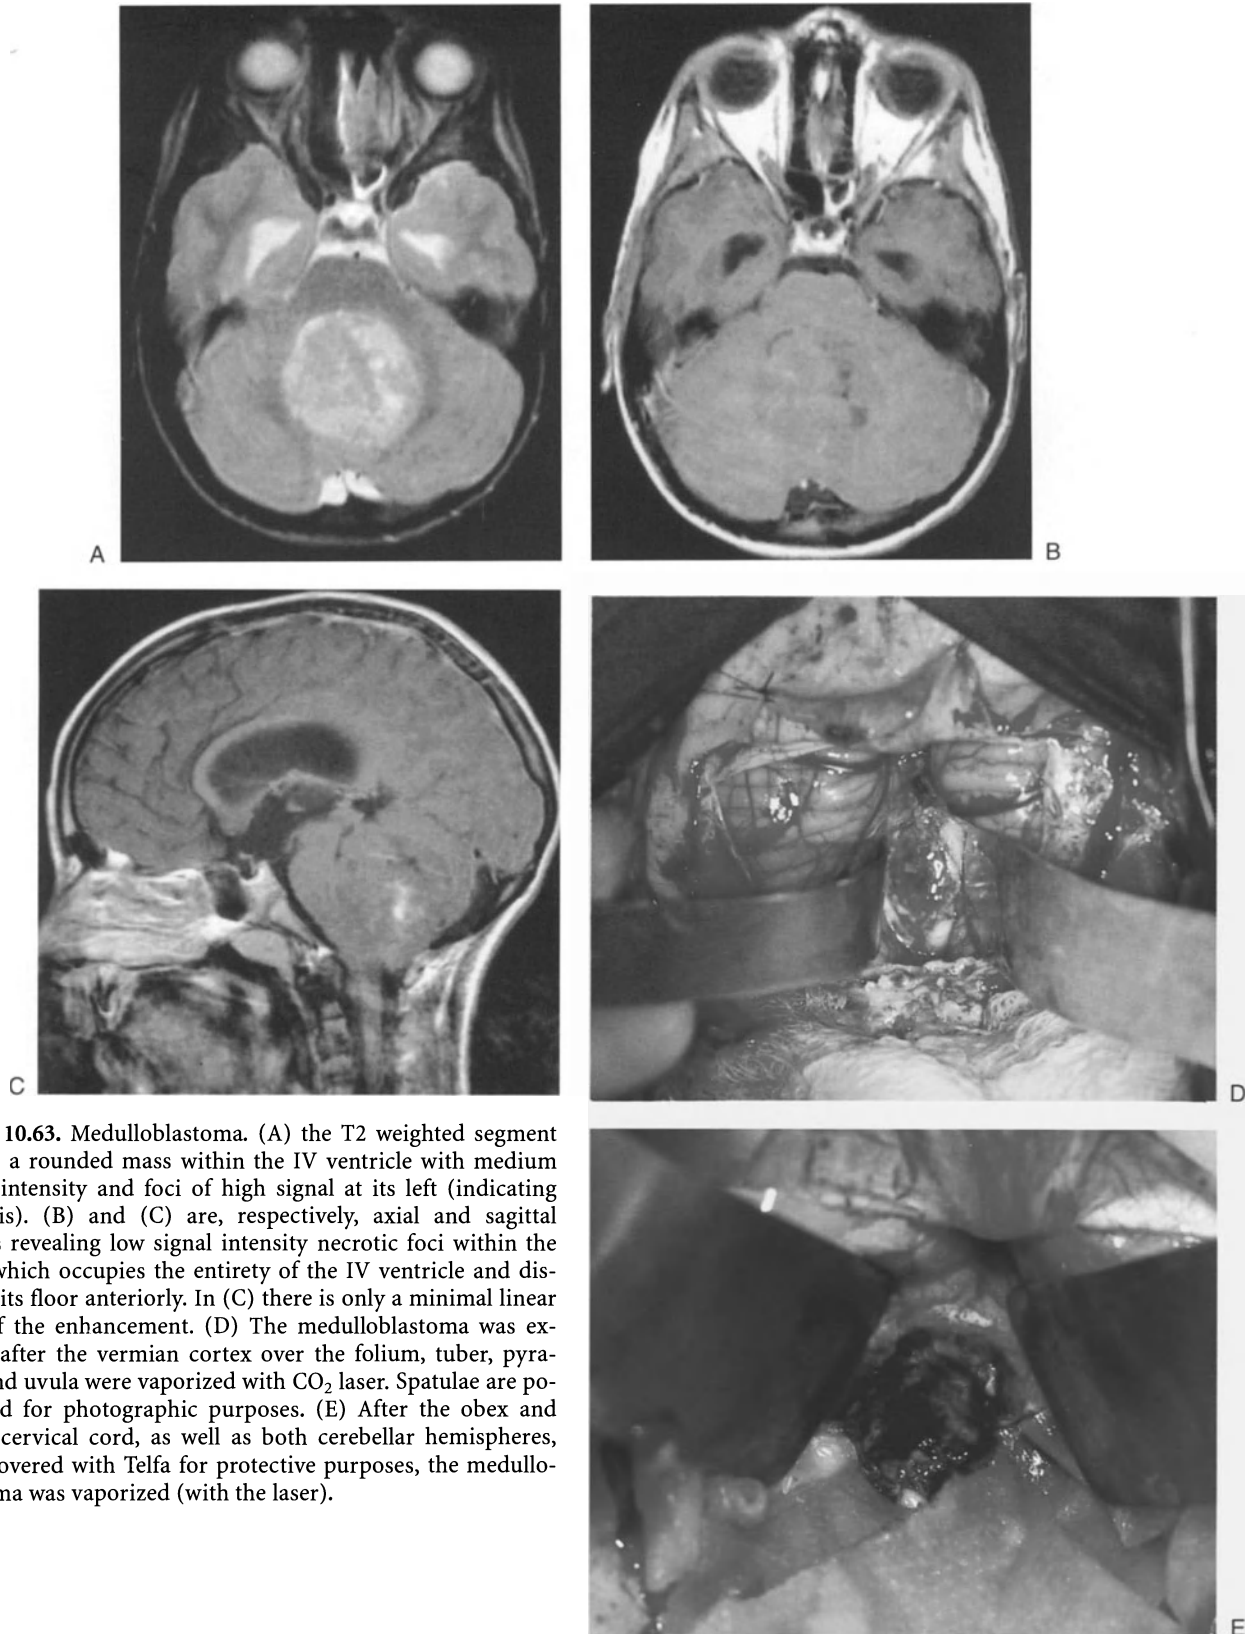 A
B
C
D
10.63. Medulloblastoma. (A) the T2 weighted segment
a rounded mass within the IV ventricle with medium
intensity and foci of high signal at its left (indicating
is). (B) and (C) are, respectively, axial and sagittal
s revealing low signal intensity necrotic foci within the
which occupies the entirety of the IV ventricle and dis-
its floor anteriorly. In (C) there is only a minimal linear
f the enhancement. (D) The medulloblastoma was ex-
after the vermian cortex over the folium, tuber, pyra-
nd uvula were vaporized with CO₂ laser. Spatulae are po-
d for photographic purposes. (E) After the obex and
cervical cord, as well as both cerebellar hemispheres,
overed with Telfa for protective purposes, the medullo-
ma was vaporized (with the laser).
E